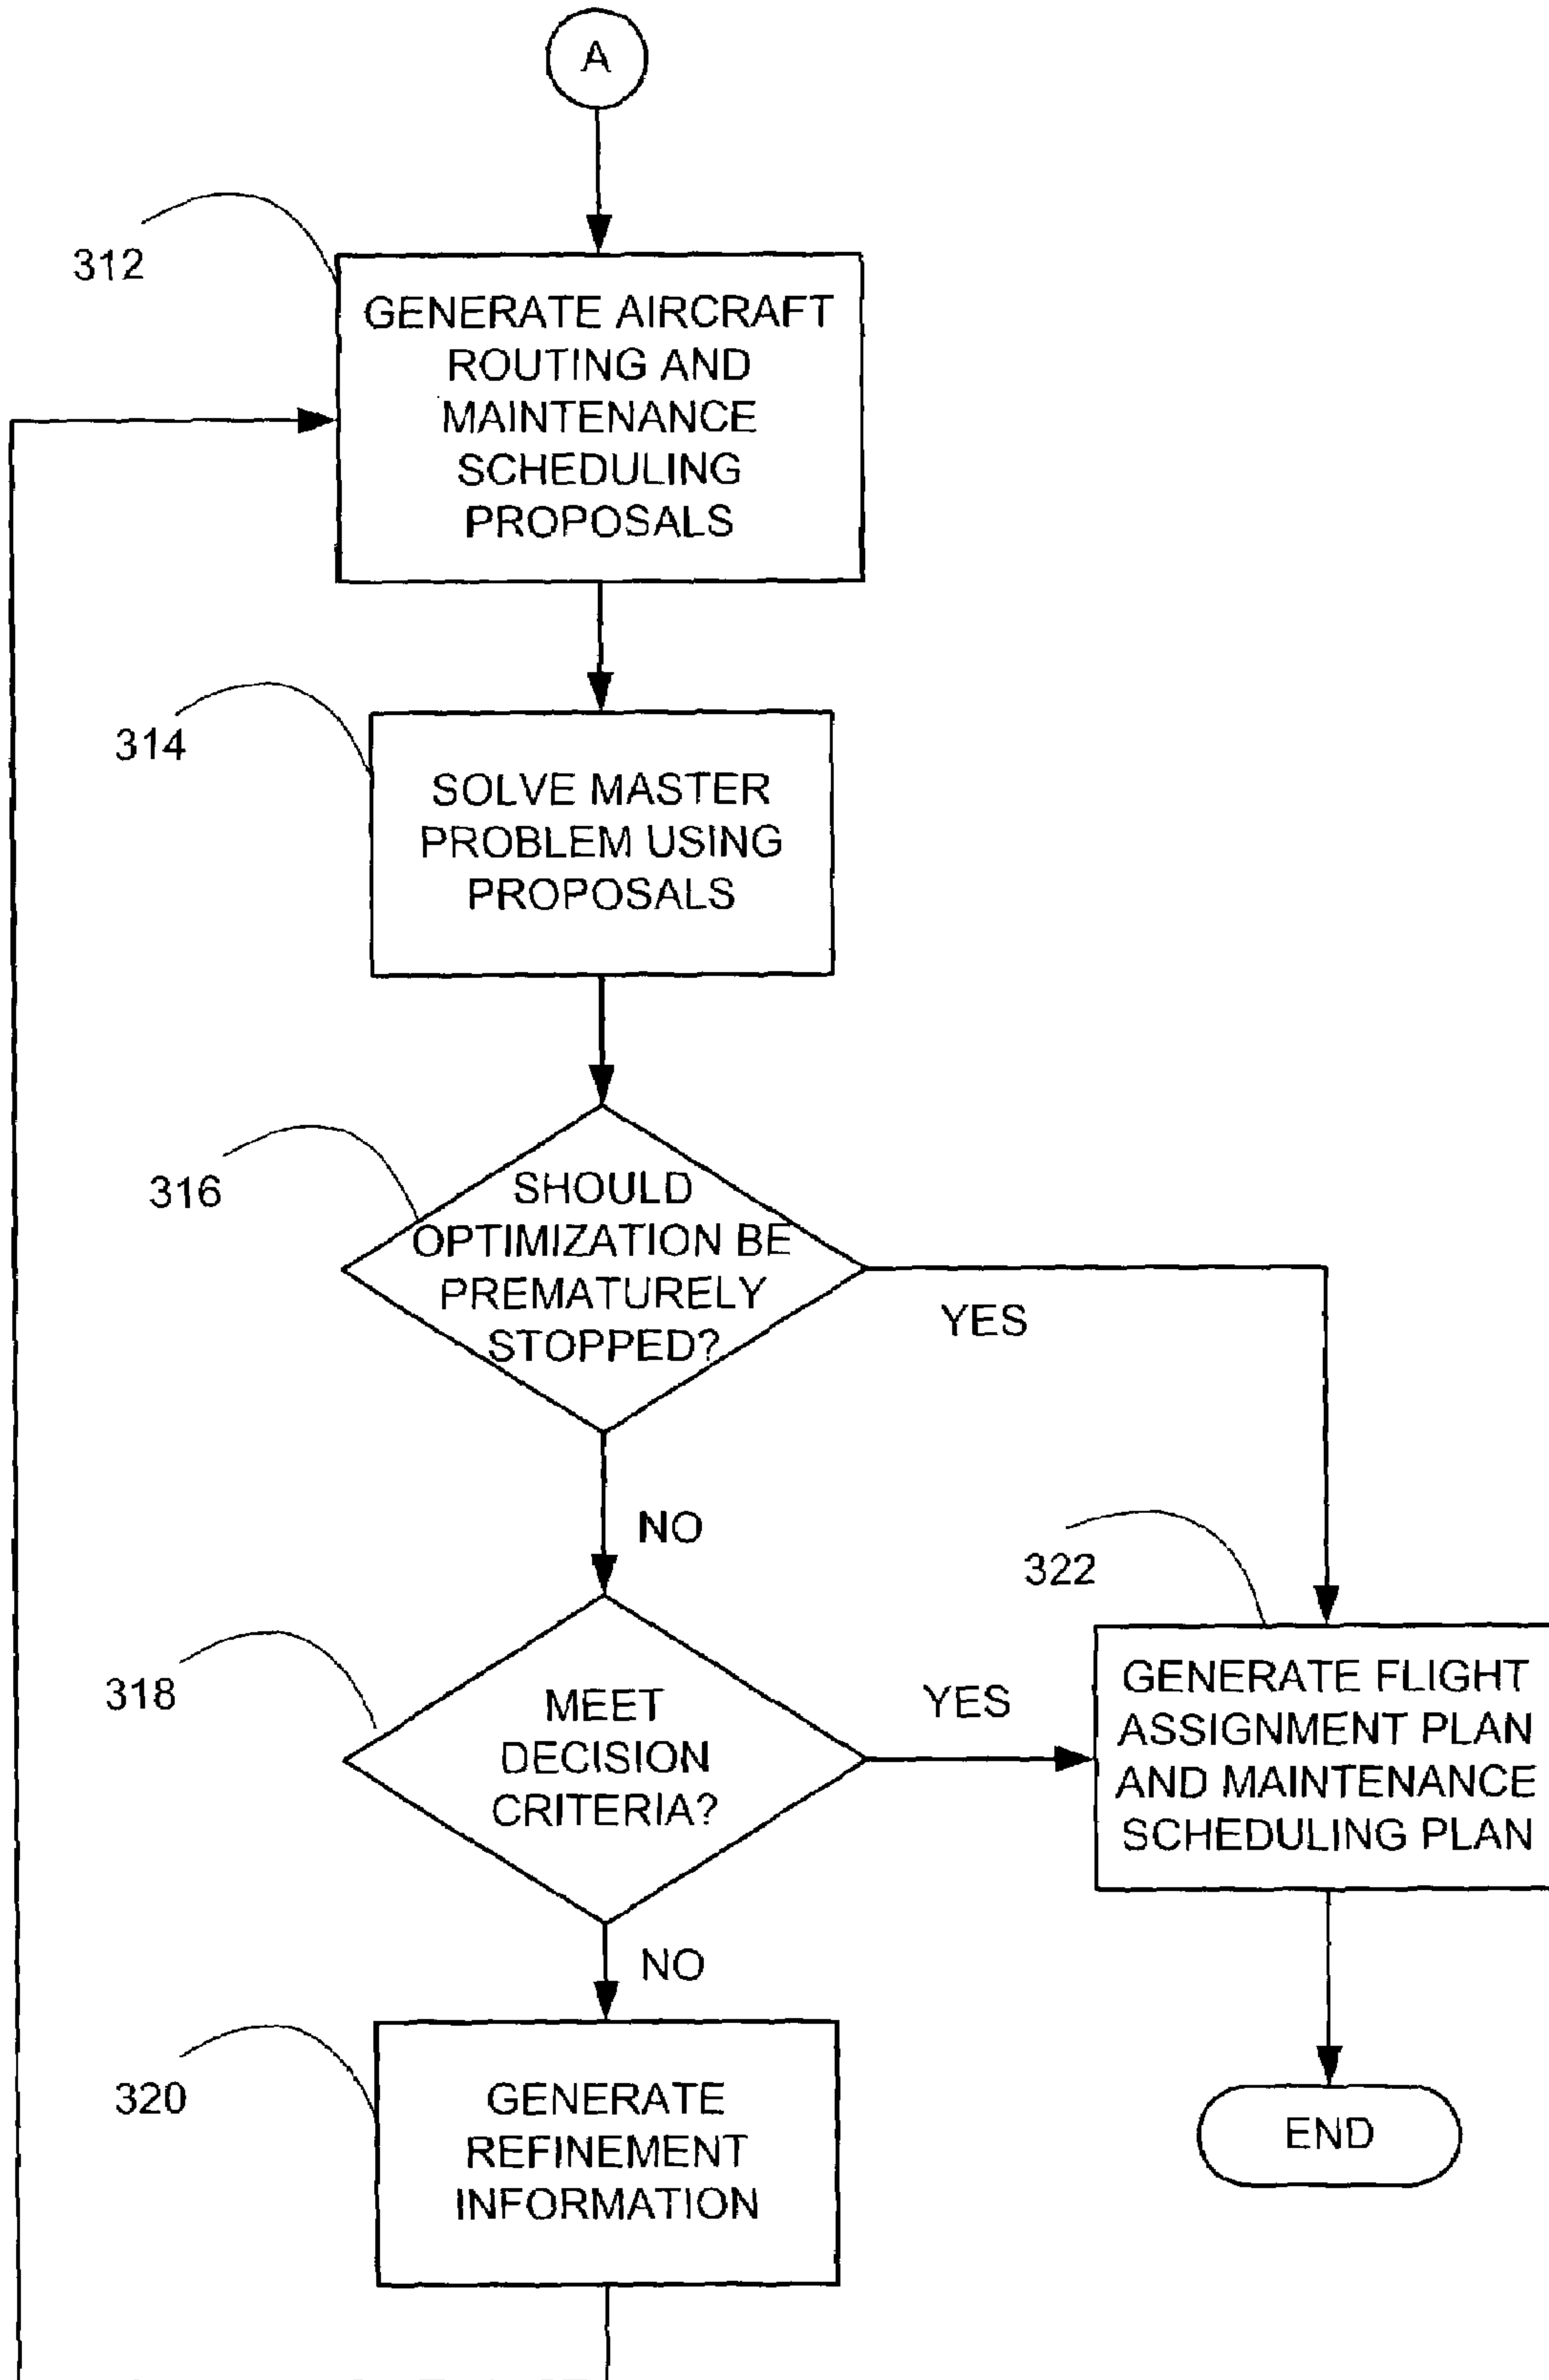 A
312
GENERATE AIRCRAFT
ROUTING AND
MAINTENANCE
SCHEDULING
PROPOSALS
314
SOLVE MASTER
PROBLEM USING
PROPOSALS
316
SHOULD
OPTIMIZATION BE
PREMATURELY
STOPPED?
YES
NO
322
318
MEET
DECISION
CRITERIA?
YES
GENERATE FLIGHT
ASSIGNMENT PLAN
AND MAINTENANCE
SCHEDULING PLAN
NO
320
GENERATE
REFINEMENT
INFORMATION
END